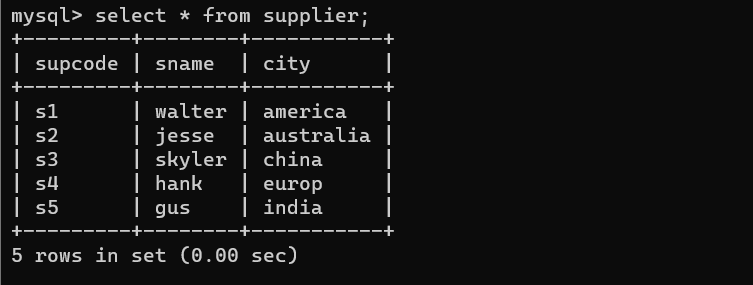 mysql> select * from supplier;
+---------+--------+-----------+
| supcode | sname  | city      |
+---------+--------+-----------+
| s1      | walter | america   |
| s2      | jesse  | australia |
| s3      | skyler | china     |
| s4      | hank   | europ     |
| s5      | gus    | india     |
+---------+--------+-----------+
5 rows in set (0.00 sec)